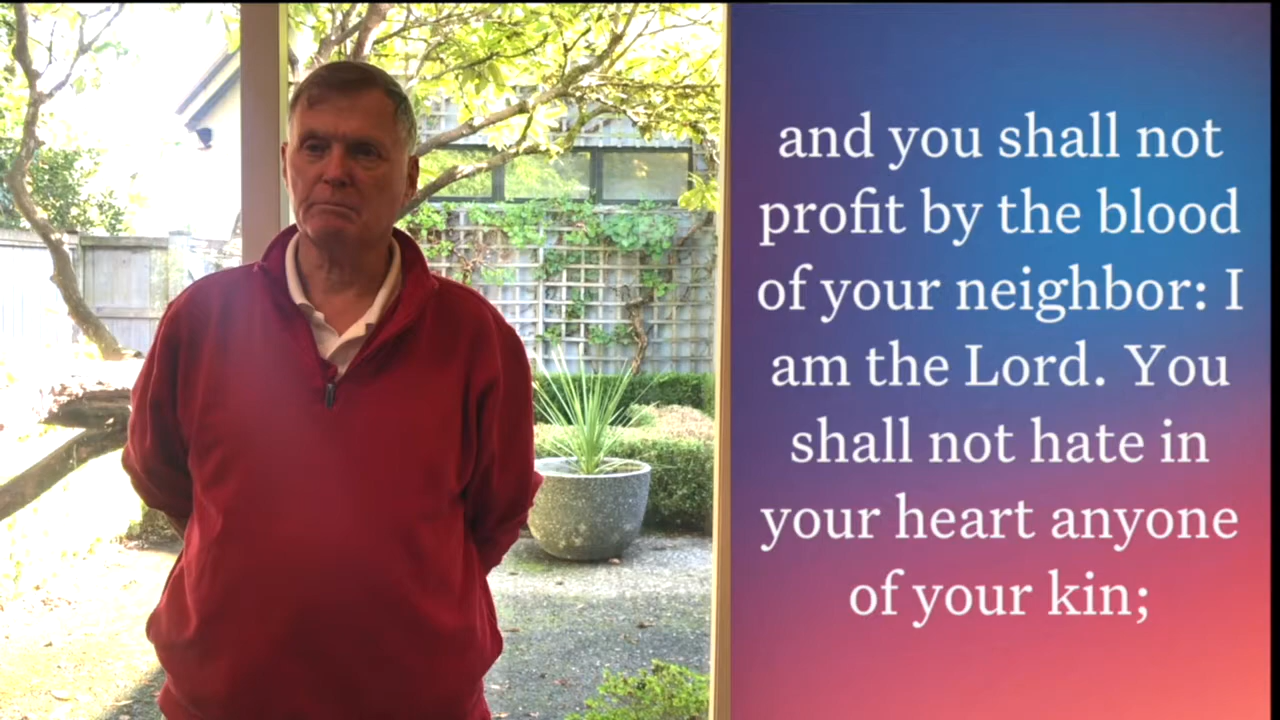 and you shall not
profit by the blood
of your neighbor: I
am the Lord. You
shall not hate in
your heart anyone
of your kin;